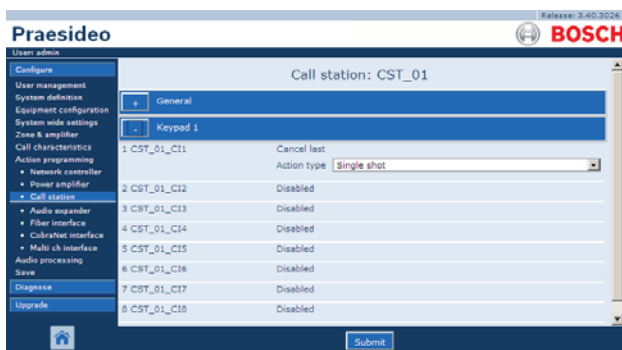 Release: 3.40.3026
Praesideo
BOSCH
User: admin
Configure
User management
System definition
Equipment configuration
System wide settings
Zone & amplifier
Call characteristics
Action programming
• Network controller
• Power amplifier
• Call station
• Audio expander
• Fiber interface
• CobraNet interface
• Multi ch interface
Audio processing
Save
Diagnose
Upgrade
Call station: CST_01
+ General
- Keypad 1
1 CST_01_CI1 Cancel last
Action type Single shot
2 CST_01_CI2 Disabled
3 CST_01_CI3 Disabled
4 CST_01_CI4 Disabled
5 CST_01_CI5 Disabled
6 CST_01_CI6 Disabled
7 CST_01_CI7 Disabled
8 CST_01_CI8 Disabled
Submit